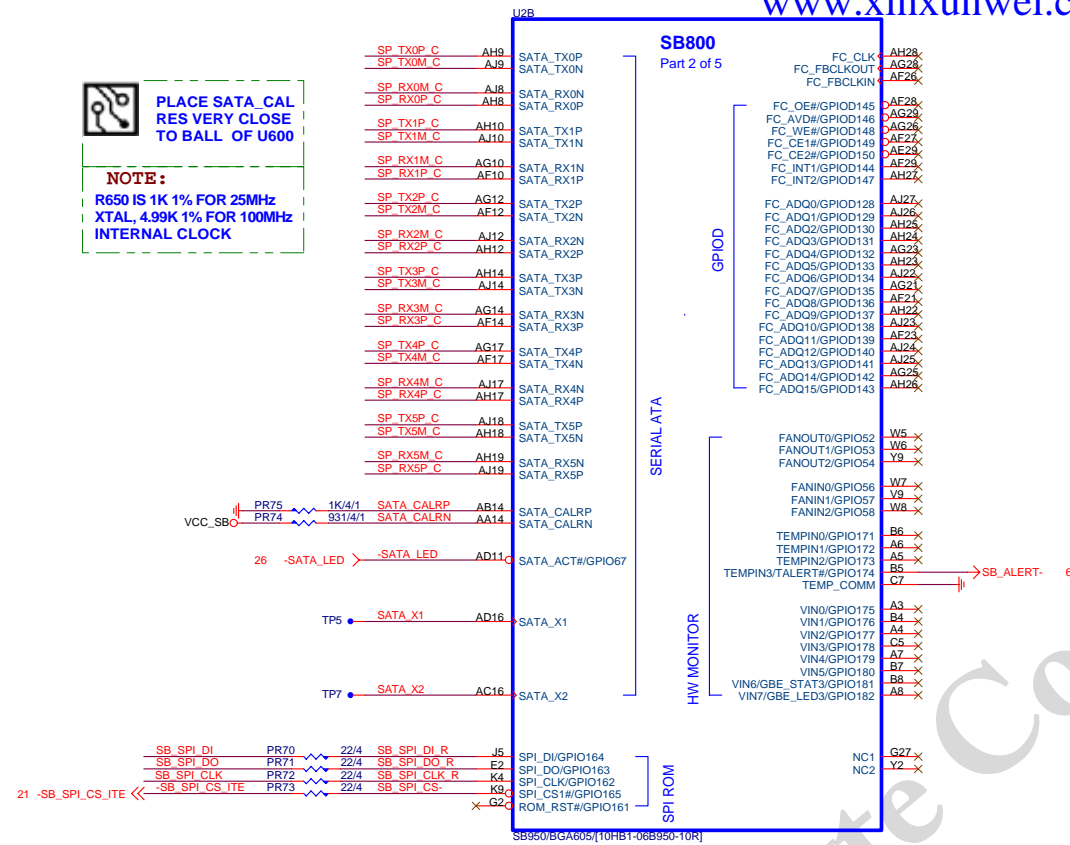 www.xinxunwei.c
U2B
SB800
Part 2 of 5
PLACE SATA_CAL
RES VERY CLOSE
TO BALL OF U600
NOTE:
R650 IS 1K 1% FOR 25MHz
XTAL, 4.99K 1% FOR 100MHz
INTERNAL CLOCK
SP_TX0P_C AH9 SATA_TX0P
SP_TX0M_C AJ9 SATA_TX0N
SP_RX0M_C AJ8 SATA_RX0N
SP_RX0P_C AH8 SATA_RX0P
SP_TX1P_C AH10 SATA_TX1P
SP_TX1M_C AJ10 SATA_TX1N
SP_RX1M_C AG10 SATA_RX1N
SP_RX1P_C AF10 SATA_RX1P
SP_TX2P_C AG12 SATA_TX2P
SP_TX2M_C AF12 SATA_TX2N
SP_RX2M_C AJ12 SATA_RX2N
SP_RX2P_C AH12 SATA_RX2P
SP_TX3P_C AH14 SATA_TX3P
SP_TX3M_C AJ14 SATA_TX3N
SP_RX3M_C AG14 SATA_RX3N
SP_RX3P_C AF14 SATA_RX3P
SP_TX4P_C AG17 SATA_TX4P
SP_TX4M_C AF17 SATA_TX4N
SP_RX4M_C AJ17 SATA_RX4N
SP_RX4P_C AH17 SATA_RX4P
SP_TX5P_C AJ18 SATA_TX5P
SP_TX5M_C AH18 SATA_TX5N
SP_RX5M_C AH19 SATA_RX5N
SP_RX5P_C AJ19 SATA_RX5P
PR75 1K/4/1 SATA_CALRP AB14 SATA_CALRP
VCC_SB PR74 931/4/1 SATA_CALRN AA14 SATA_CALRN
26 -SATA_LED -SATA_LED AD11 SATA_ACT#/GPIO67
TP5 SATA_X1 AD16 SATA_X1
TP7 SATA_X2 AC16 SATA_X2
SB_SPI_DI PR70 22/4 SB_SPI_DI_R J5 SPI_DI/GPIO164
SB_SPI_DO PR71 22/4 SB_SPI_DO_R E2 SPI_DO/GPIO163
SB_SPI_CLK PR72 22/4 SB_SPI_CLK_R K4 SPI_CLK/GPIO162
21 -SB_SPI_CS_ITE -SB_SPI_CS_ITE PR73 22/4 SB_SPI_CS- K9 SPI_CS1#/GPIO165
G2 ROM_RST#/GPIO161
SERIAL ATA
SPI ROM
GPIOD
HW MONITOR
FC_CLK AH28
FC_FBCLKOUT AG28
FC_FBCLKIN AF26
FC_OE#/GPIOD145 AF28
FC_AVD#/GPIOD146 AG29
FC_WE#/GPIOD148 AG26
FC_CE1#/GPIOD149 AF27
FC_CE2#/GPIOD150 AE29
FC_INT1/GPIOD144 AF29
FC_INT2/GPIOD147 AH27
FC_ADQ0/GPIOD128 AJ27
FC_ADQ1/GPIOD129 AJ26
FC_ADQ2/GPIOD130 AH25
FC_ADQ3/GPIOD131 AH24
FC_ADQ4/GPIOD132 AG23
FC_ADQ5/GPIOD133 AH23
FC_ADQ6/GPIOD134 AJ22
FC_ADQ7/GPIOD135 AG21
FC_ADQ8/GPIOD136 AF21
FC_ADQ9/GPIOD137 AH22
FC_ADQ10/GPIOD138 AJ23
FC_ADQ11/GPIOD139 AF23
FC_ADQ12/GPIOD140 AJ24
FC_ADQ13/GPIOD141 AJ25
FC_ADQ14/GPIOD142 AG25
FC_ADQ15/GPIOD143 AH26
FANOUT0/GPIO52 W5
FANOUT1/GPIO53 W6
FANOUT2/GPIO54 Y9
FANIN0/GPIO56 W7
FANIN1/GPIO57 V9
FANIN2/GPIO58 W8
TEMPIN0/GPIO171 B6
TEMPIN1/GPIO172 A6
TEMPIN2/GPIO173 A5
TEMPIN3/TALERT#/GPIO174 B5 SB_ALERT- 6
TEMP_COMM C7
VIN0/GPIO175 A3
VIN1/GPIO176 B4
VIN2/GPIO177 A4
VIN3/GPIO178 C5
VIN4/GPIO179 A7
VIN5/GPIO180 B7
VIN6/GBE_STAT3/GPIO181 B8
VIN7/GBE_LED3/GPIO182 A8
NC1 G27
NC2 Y2
SB950/BGA605/[10HB1-06B950-10R]